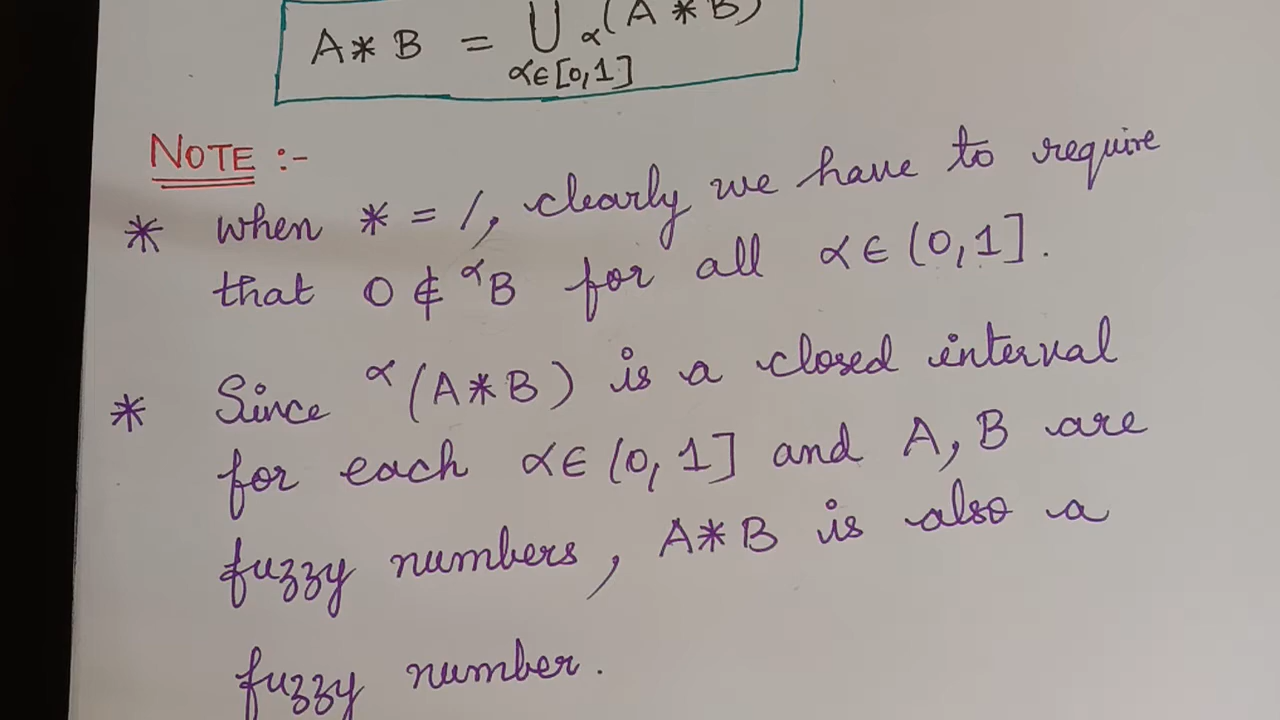 A * B = ⋃ α(A * B)
α∈[0,1]
NOTE :-
* when * = /, clearly we have to require
that 0 ∉ ᵅB for all α∈(0,1].
* Since ᵅ(A*B) is a closed interval
for each α∈(0,1] and A, B are
fuzzy numbers, A*B is also a
fuzzy number.